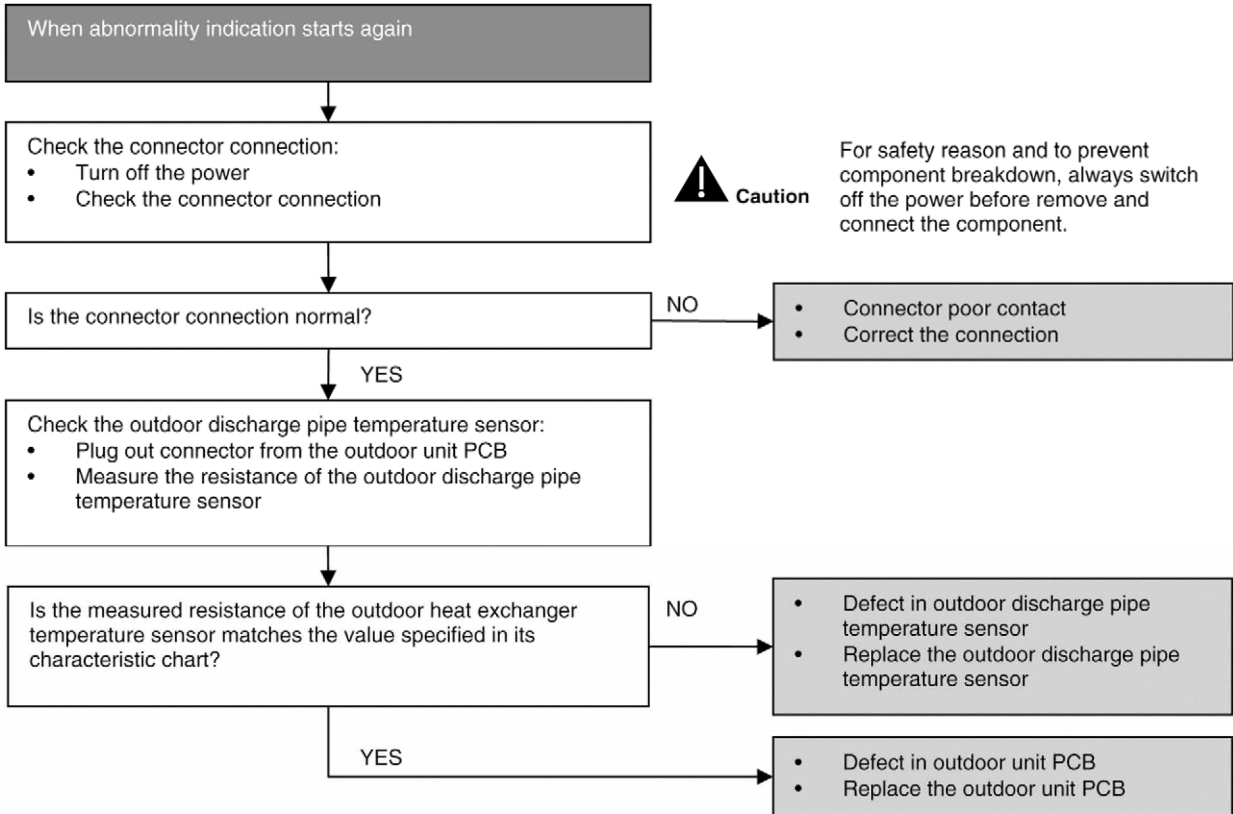 When abnormality indication starts again
Check the connector connection:
• Turn off the power
• Check the connector connection
Caution
For safety reason and to prevent
component breakdown, always switch
off the power before remove and
connect the component.
Is the connector connection normal?
NO
• Connector poor contact
• Correct the connection
YES
Check the outdoor discharge pipe temperature sensor:
• Plug out connector from the outdoor unit PCB
• Measure the resistance of the outdoor discharge pipe
temperature sensor
Is the measured resistance of the outdoor heat exchanger
temperature sensor matches the value specified in its
characteristic chart?
NO
• Defect in outdoor discharge pipe
temperature sensor
• Replace the outdoor discharge pipe
temperature sensor
YES
• Defect in outdoor unit PCB
• Replace the outdoor unit PCB